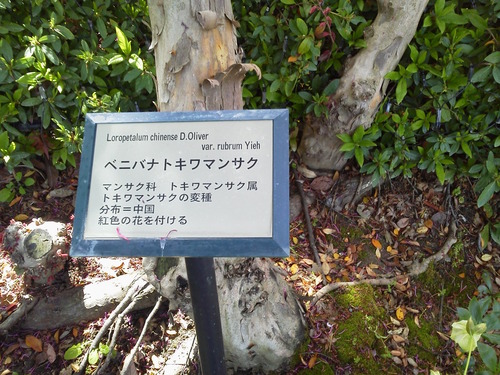 Loropetalum chinense D.Oliver
var. rubrum Yieh
ベニバナトキワマンサク
マンサク科　トキワマンサク属
トキワマンサクの変種
分布＝中国
紅色の花を付ける